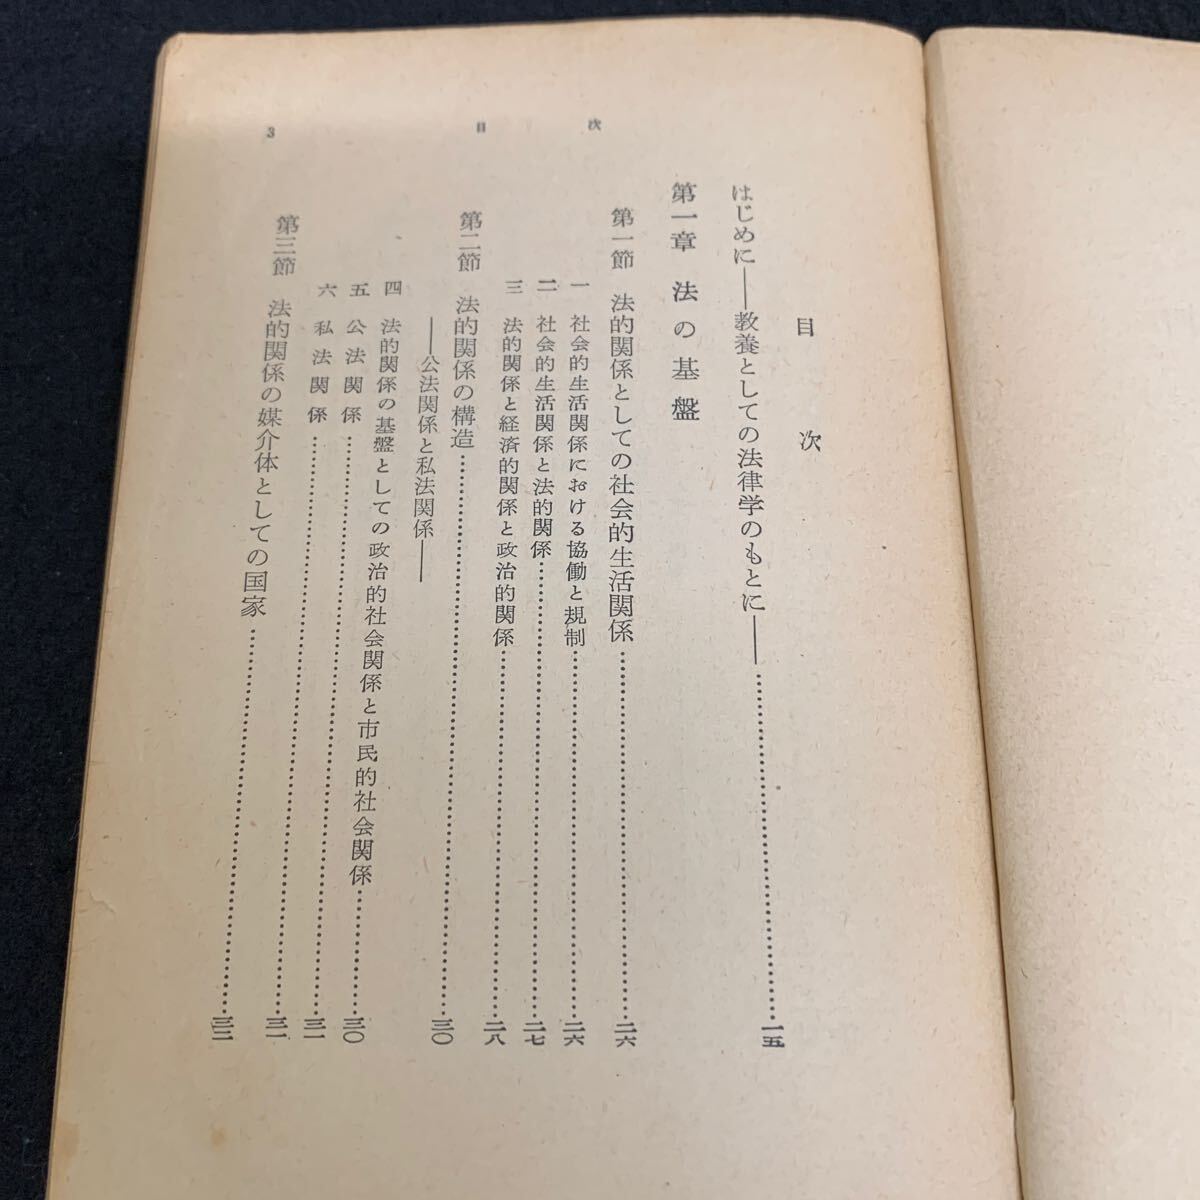 次 目 3
目次
はじめに――教養としての法律学のもとに――……一五
第一章 法の基盤
第一節 法的関係としての社会的生活関係……二六
一 社会的生活関係における協働と規制……二六
二 社会的生活関係と法的関係……二七
三 法的関係と経済的関係と政治的関係……二八
第二節 法的関係の構造……三〇
――公法関係と私法関係――
四 法的関係の基盤としての政治的社会関係と市民的社会関係……三〇
五 公法関係……三一
六 私法関係……三一
第三節 法的関係の媒介体としての国家……三二